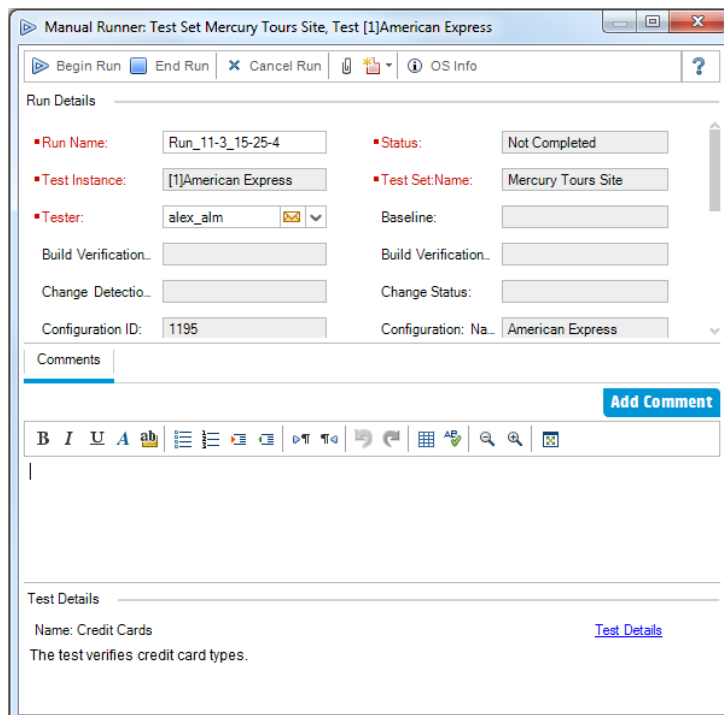 Manual Runner: Test Set Mercury Tours Site, Test [1]American Express
Begin Run End Run Cancel Run OS Info ?
Run Details
Run Name: Run_11-3_15-25-4 Status: Not Completed
Test Instance: [1]American Express Test Set:Name: Mercury Tours Site
Tester: alex_alm Baseline:
Build Verification.. Build Verification..
Change Detectio.. Change Status:
Configuration ID: 1195 Configuration: Na.. American Express
Comments
Add Comment
B I U A ab
Test Details
Name: Credit Cards Test Details
The test verifies credit card types.